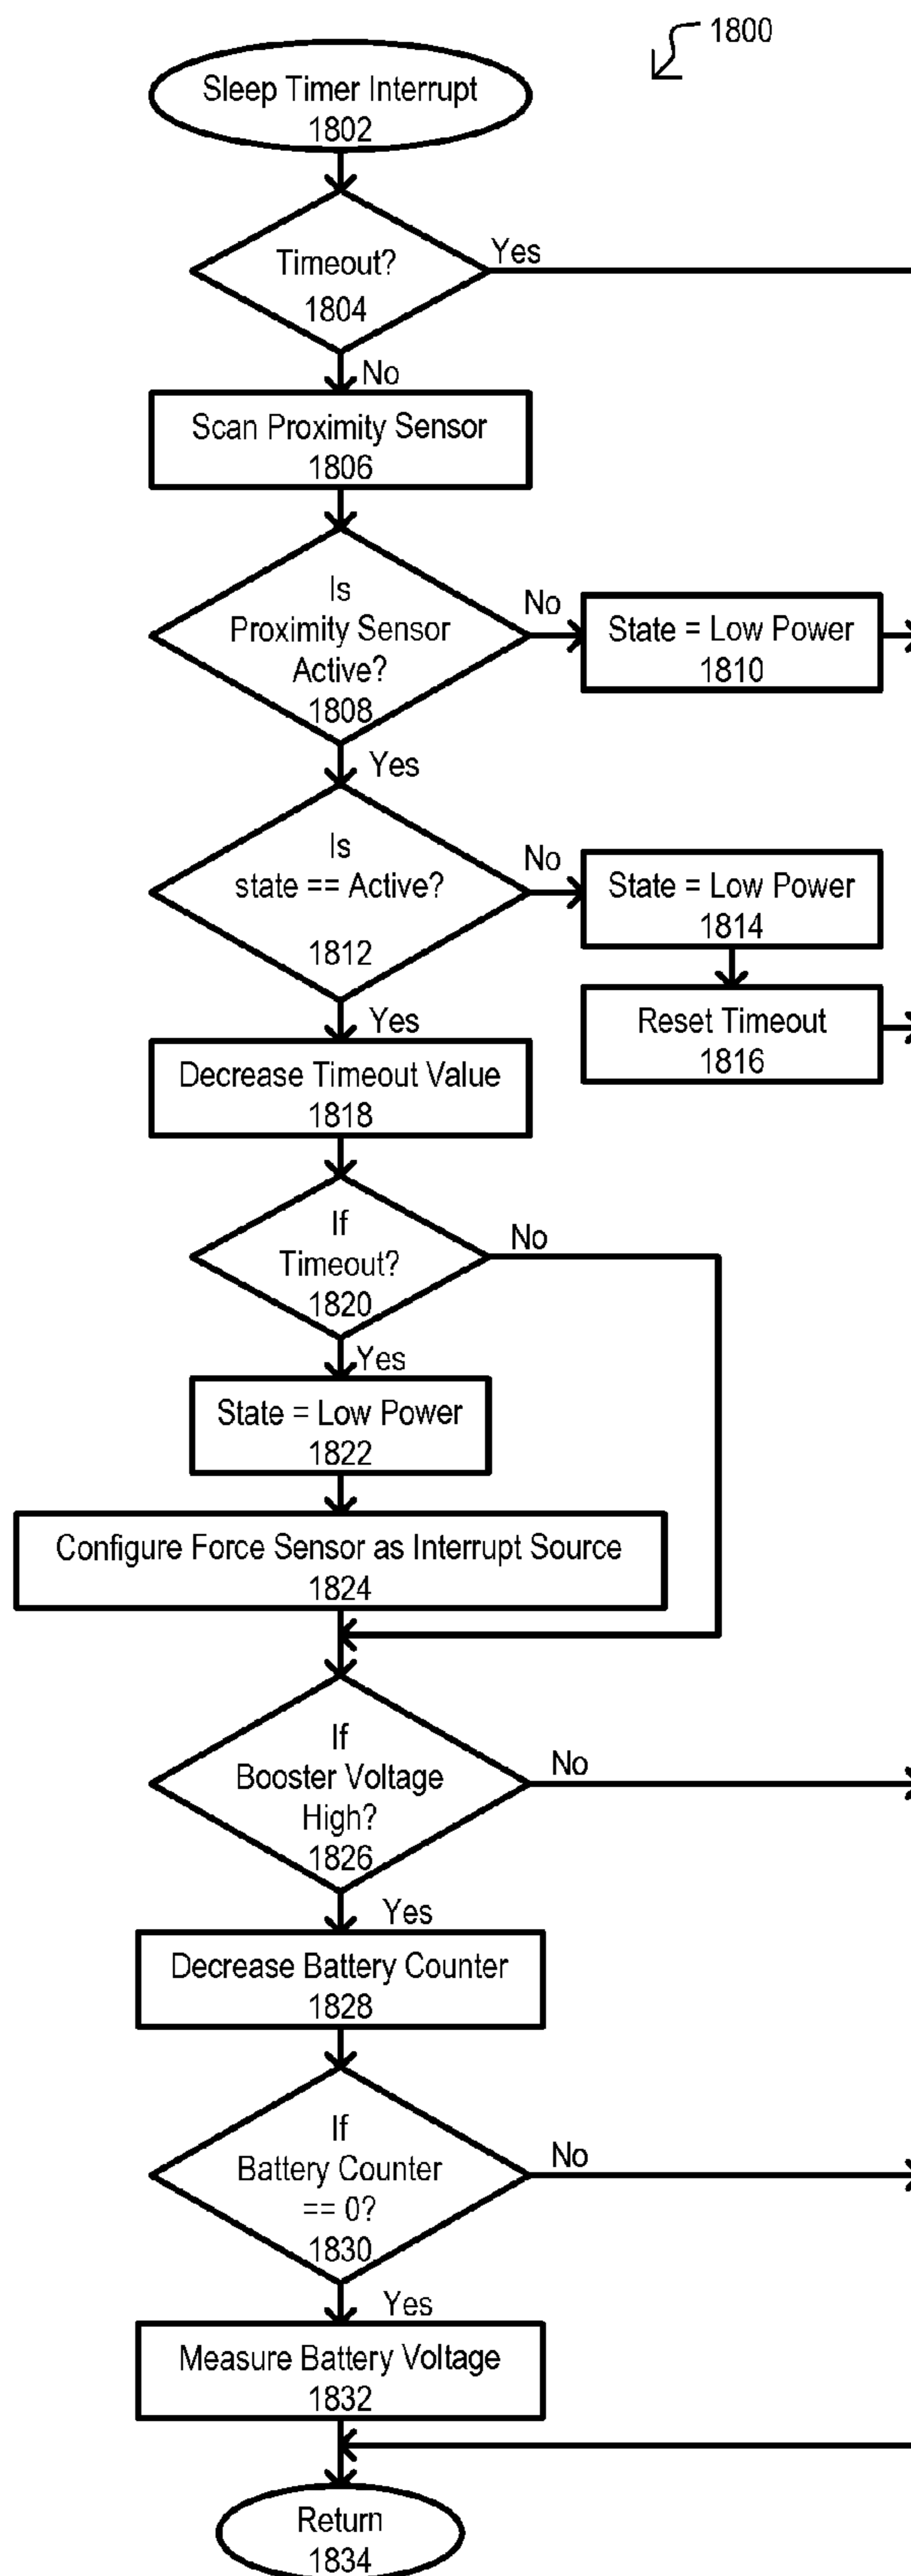 1800
Sleep Timer Interrupt
1802
Timeout?
1804
Yes
No
Scan Proximity Sensor
1806
Is
Proximity Sensor
Active?
1808
No
State = Low Power
1810
Yes
Is
state == Active?
1812
No
State = Low Power
1814
Reset Timeout
1816
Yes
Decrease Timeout Value
1818
If
Timeout?
1820
No
Yes
State = Low Power
1822
Configure Force Sensor as Interrupt Source
1824
If
Booster Voltage
High?
1826
No
Yes
Decrease Battery Counter
1828
If
Battery Counter
== 0?
1830
No
Yes
Measure Battery Voltage
1832
Return
1834